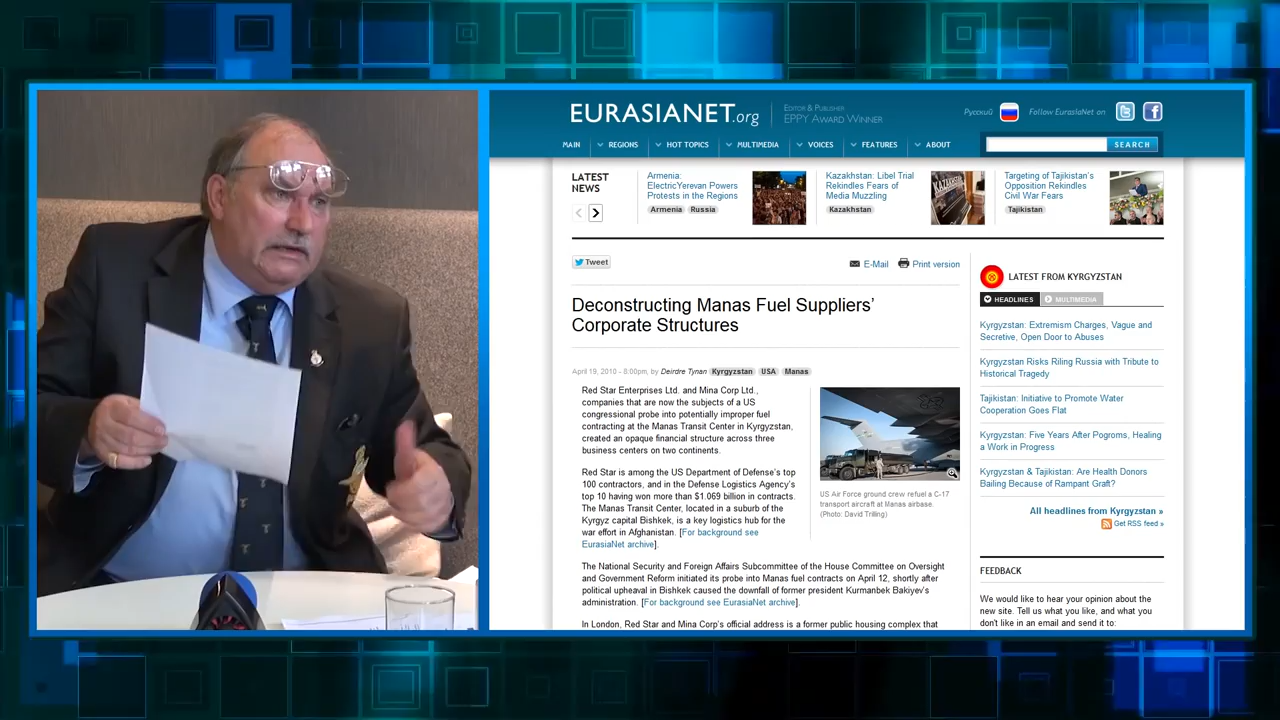 EURASIANET.org
EDITOR & PUBLISHER
EPPY AWARD WINNER
Русский
Follow EurasiaNet on
MAIN
REGIONS
HOT TOPICS
MULTIMEDIA
VOICES
FEATURES
ABOUT
SEARCH
LATEST
NEWS
Armenia:
ElectricYerevan Powers
Protests in the Regions
Armenia Russia
Kazakhstan: Libel Trial
Rekindles Fears of
Media Muzzling
Kazakhstan
Targeting of Tajikistan's
Opposition Rekindles
Civil War Fears
Tajikistan
Tweet
E-Mail
Print version
Deconstructing Manas Fuel Suppliers'
Corporate Structures
April 19, 2010 - 8:00pm, by Deirdre Tynan Kyrgyzstan USA Manas
Red Star Enterprises Ltd. and Mina Corp Ltd.,
companies that are now the subjects of a US
congressional probe into potentially improper fuel
contracting at the Manas Transit Center in Kyrgyzstan,
created an opaque financial structure across three
business centers on two continents.
Red Star is among the US Department of Defense's top
100 contractors, and in the Defense Logistics Agency's
top 10 having won more than $1.069 billion in contracts.
The Manas Transit Center, located in a suburb of the
Kyrgyz capital Bishkek, is a key logistics hub for the
war effort in Afghanistan. [For background see
EurasiaNet archive].
US Air Force ground crew refuel a C-17
transport aircraft at Manas airbase.
(Photo: David Trilling)
The National Security and Foreign Affairs Subcommittee of the House Committee on Oversight
and Government Reform initiated its probe into Manas fuel contracts on April 12, shortly after
political upheaval in Bishkek caused the downfall of former president Kurmanbek Bakiyev's
administration. [For background see EurasiaNet archive].
In London, Red Star and Mina Corp's official address is a former public housing complex that
LATEST FROM KYRGYZSTAN
HEADLINES
MULTIMEDIA
Kyrgyzstan: Extremism Charges, Vague and
Secretive, Open Door to Abuses
Kyrgyzstan Risks Riling Russia with Tribute to
Historical Tragedy
Tajikistan: Initiative to Promote Water
Cooperation Goes Flat
Kyrgyzstan: Five Years After Pogroms, Healing
a Work in Progress
Kyrgyzstan & Tajikistan: Are Health Donors
Bailing Because of Rampant Graft?
All headlines from Kyrgyzstan »
Get RSS feed »
FEEDBACK
We would like to hear your opinion about the
new site. Tell us what you like, and what you
don't like in an email and send it to: